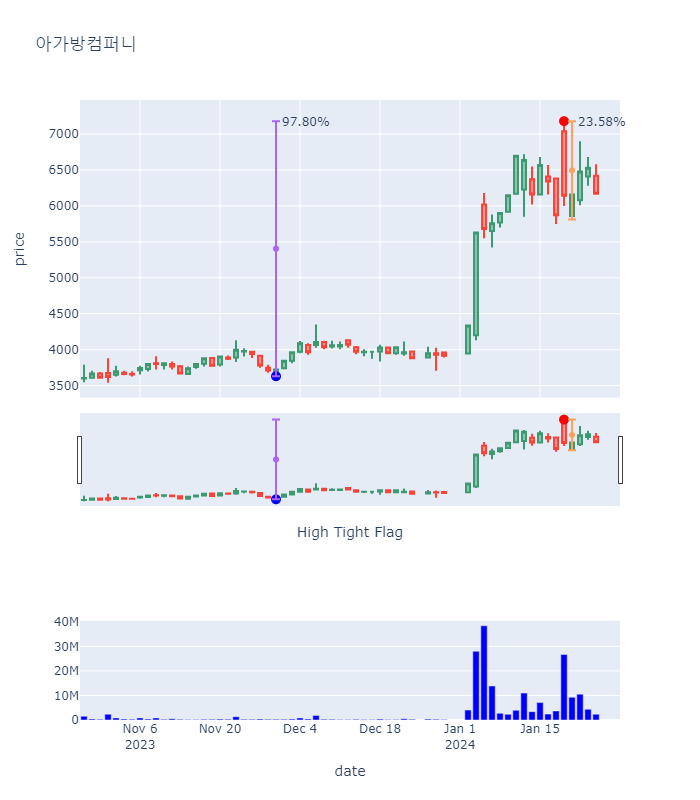 아가방컴퍼니
97.80%
23.58%
7000
6500
6000
5500
5000
4500
4000
3500
price
High Tight Flag
40M
30M
20M
10M
0
Nov 6
2023
Nov 20
Dec 4
Dec 18
Jan 1
2024
Jan 15
date